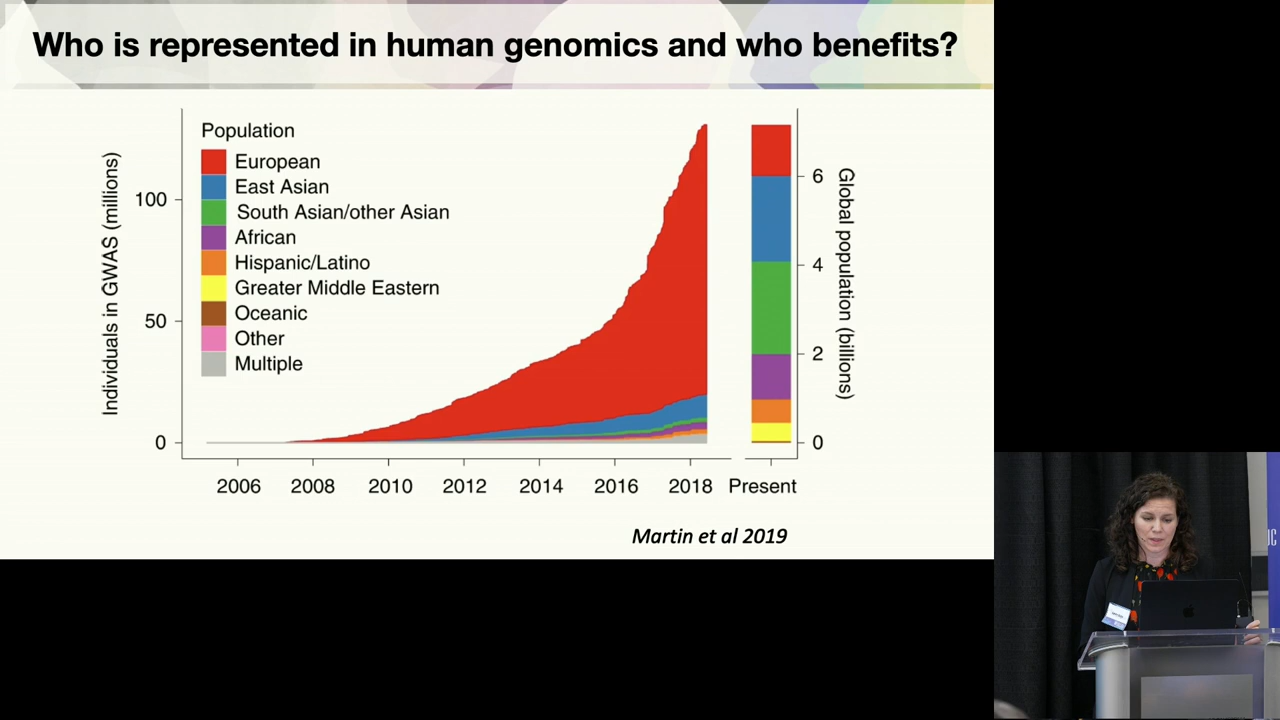 Who is represented in human genomics and who benefits?
Population
European
East Asian
South Asian/other Asian
African
Hispanic/Latino
Greater Middle Eastern
Oceanic
Other
Multiple
Individuals in GWAS (millions)
100
50
0
2006 2008 2010 2012 2014 2016 2018 Present
6
4
2
0
Global population (billions)
Martin et al 2019